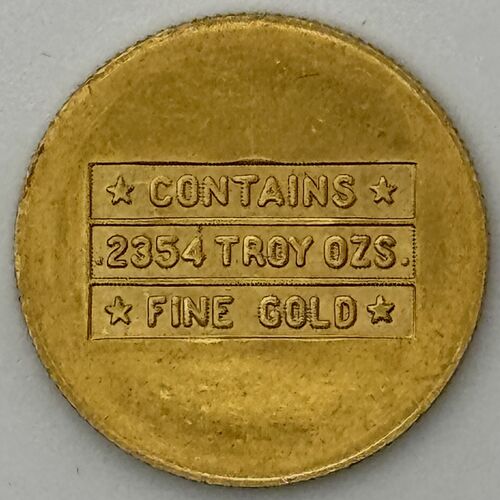 ★ CONTAINS ★
.2354 TROY OZS.
★ FINE GOLD ★